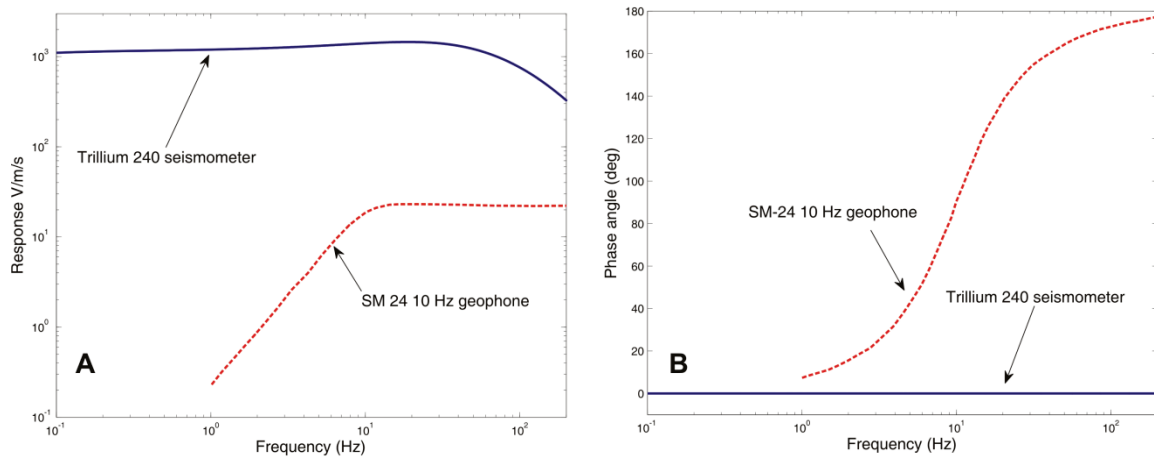 10³
10²
10¹
10⁰
10⁻¹
Response V/m/s
Trillium 240 seismometer
SM 24 10 Hz geophone
A
10⁻¹ 10⁰ 10¹ 10²
Frequency (Hz)
180
160
140
120
100
80
60
40
20
0
Phase angle (deg)
SM-24 10 Hz geophone
Trillium 240 seismometer
B
10⁻¹ 10⁰ 10¹ 10²
Frequency (Hz)